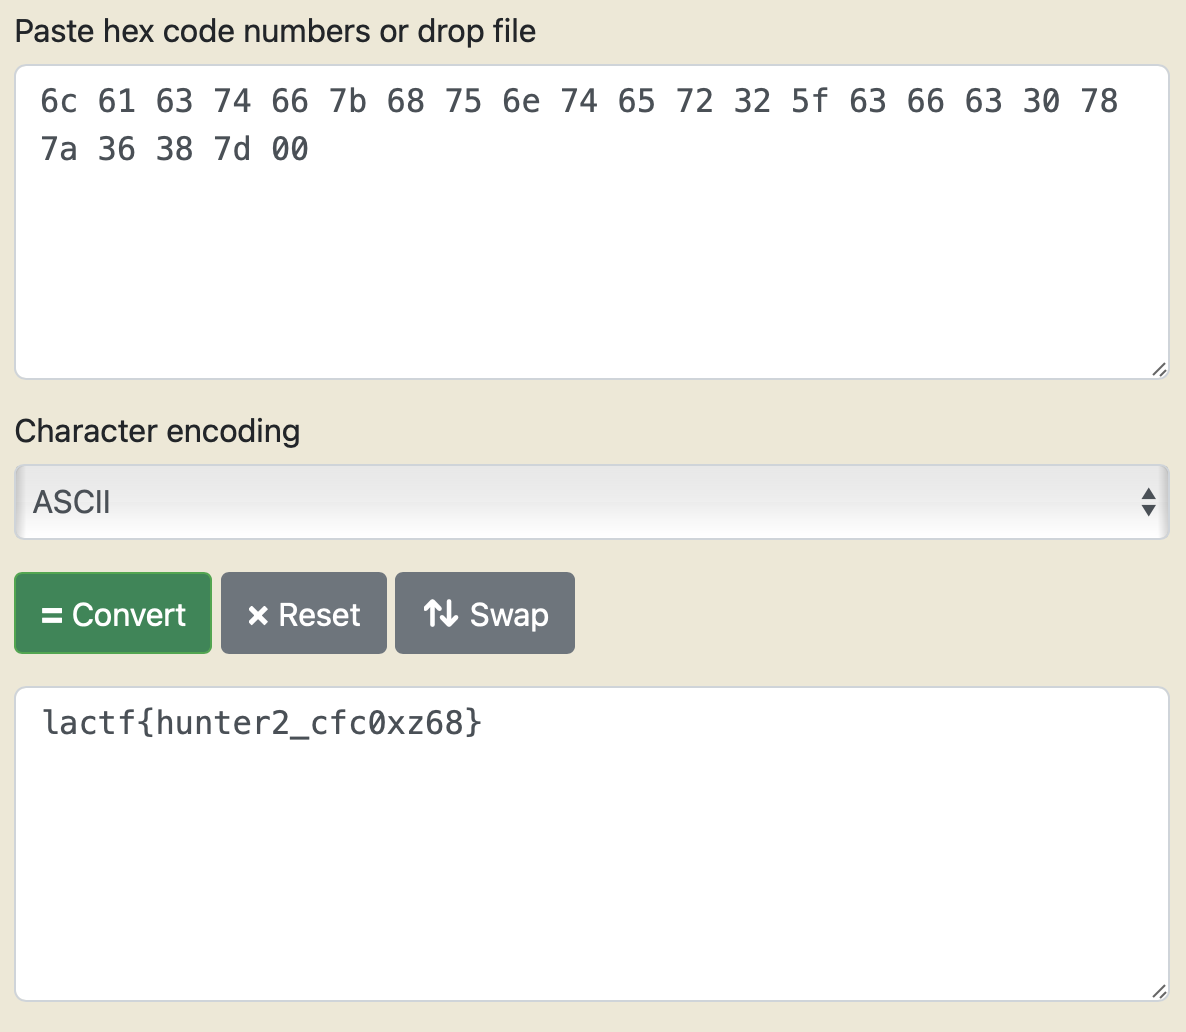 Paste hex code numbers or drop file
6c 61 63 74 66 7b 68 75 6e 74 65 72 32 5f 63 66 63 30 78
7a 36 38 7d 00
Character encoding
ASCII
= Convert × Reset ↑↓ Swap
lactf{hunter2_cfc0xz68}